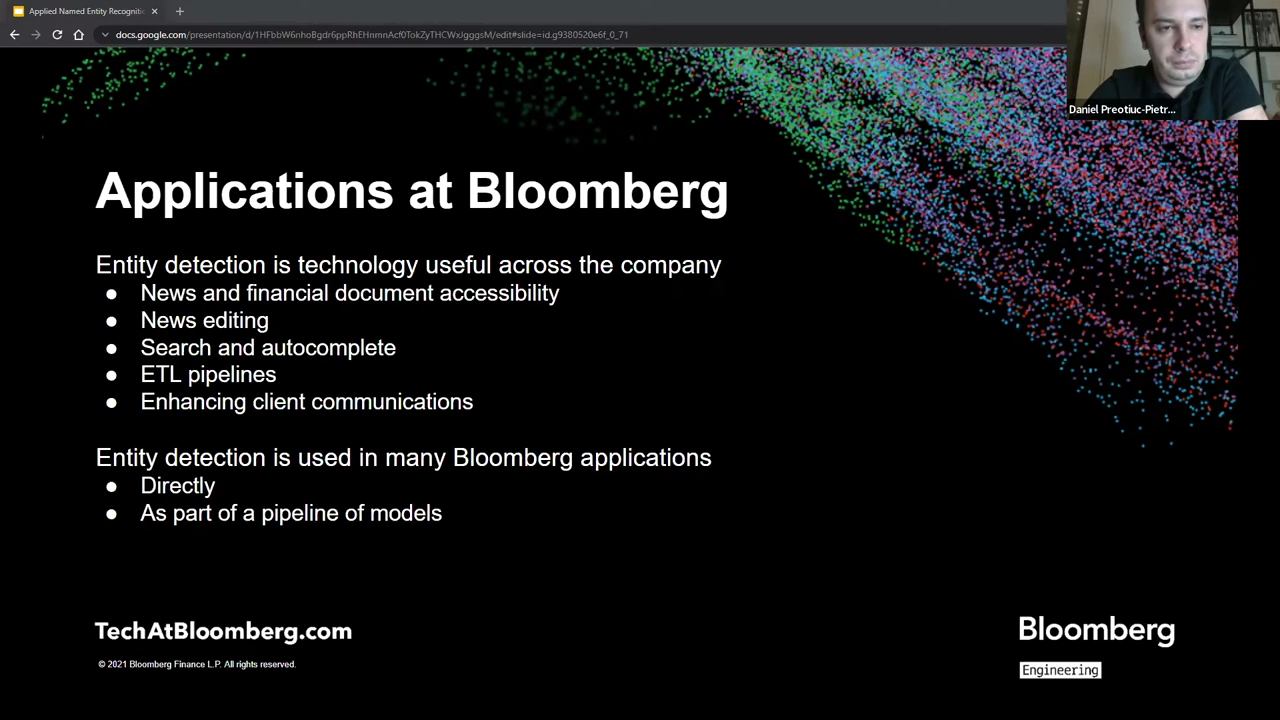 Applied Named Entity Recogniti
docs.google.com/presentation/d/1HFbbW6nhoBgdr6ppRhEHnmnAcf0TokZyTHCWxJgggsM/edit#slide=id.g9380520e6f_0_71
Daniel Preotiuc-Pietr...
Applications at Bloomberg
Entity detection is technology useful across the company
● News and financial document accessibility
● News editing
● Search and autocomplete
● ETL pipelines
● Enhancing client communications
Entity detection is used in many Bloomberg applications
● Directly
● As part of a pipeline of models
TechAtBloomberg.com
© 2021 Bloomberg Finance L.P. All rights reserved.
Bloomberg
Engineering